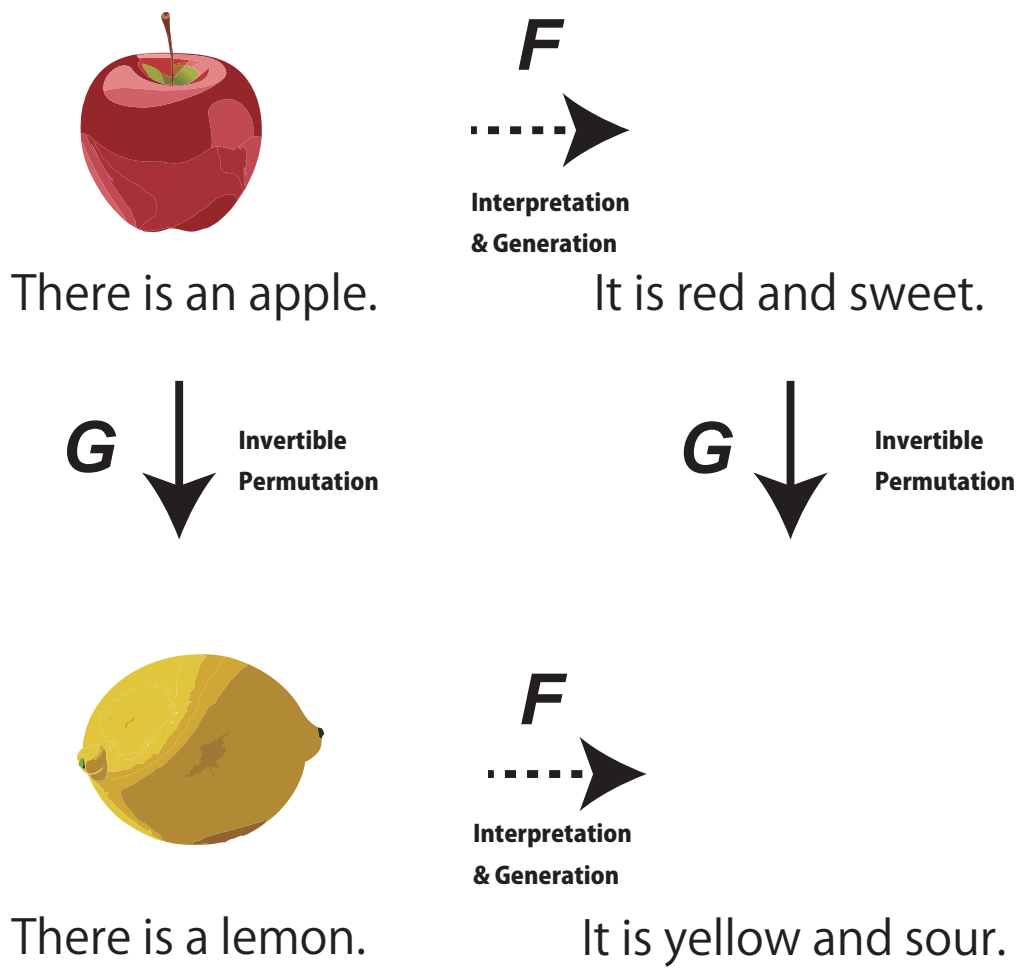 F
Interpretation
& Generation
There is an apple.
It is red and sweet.
G
Invertible
Permutation
G
Invertible
Permutation
F
Interpretation
& Generation
There is a lemon.
It is yellow and sour.